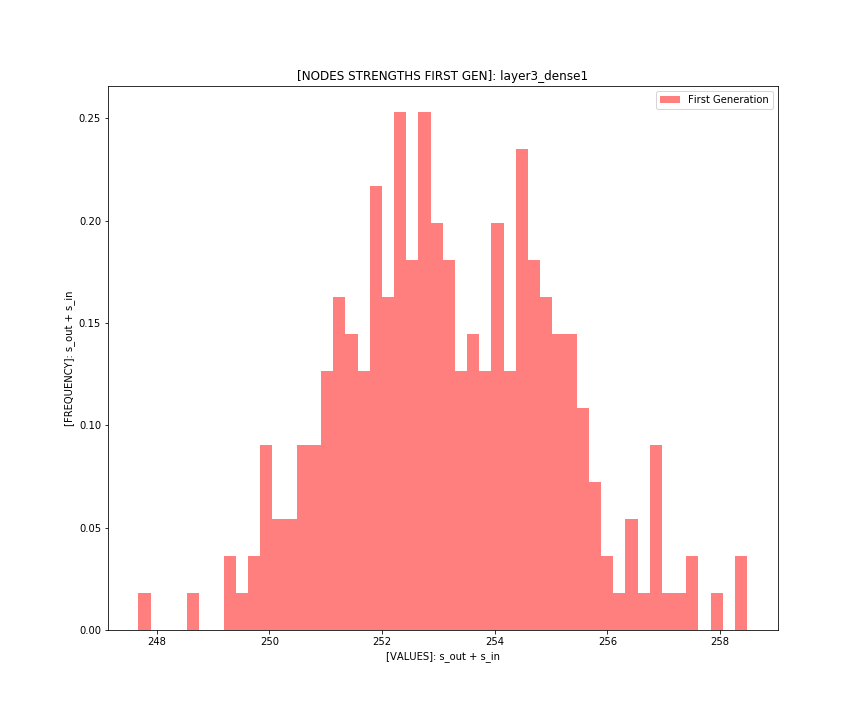 [NODES STRENGTHS FIRST GEN]: layer3_dense1
First Generation
0.25
0.20
0.15
0.10
0.05
0.00
[FREQUENCY]: s_out + s_in
248 250 252 254 256 258
[VALUES]: s_out + s_in